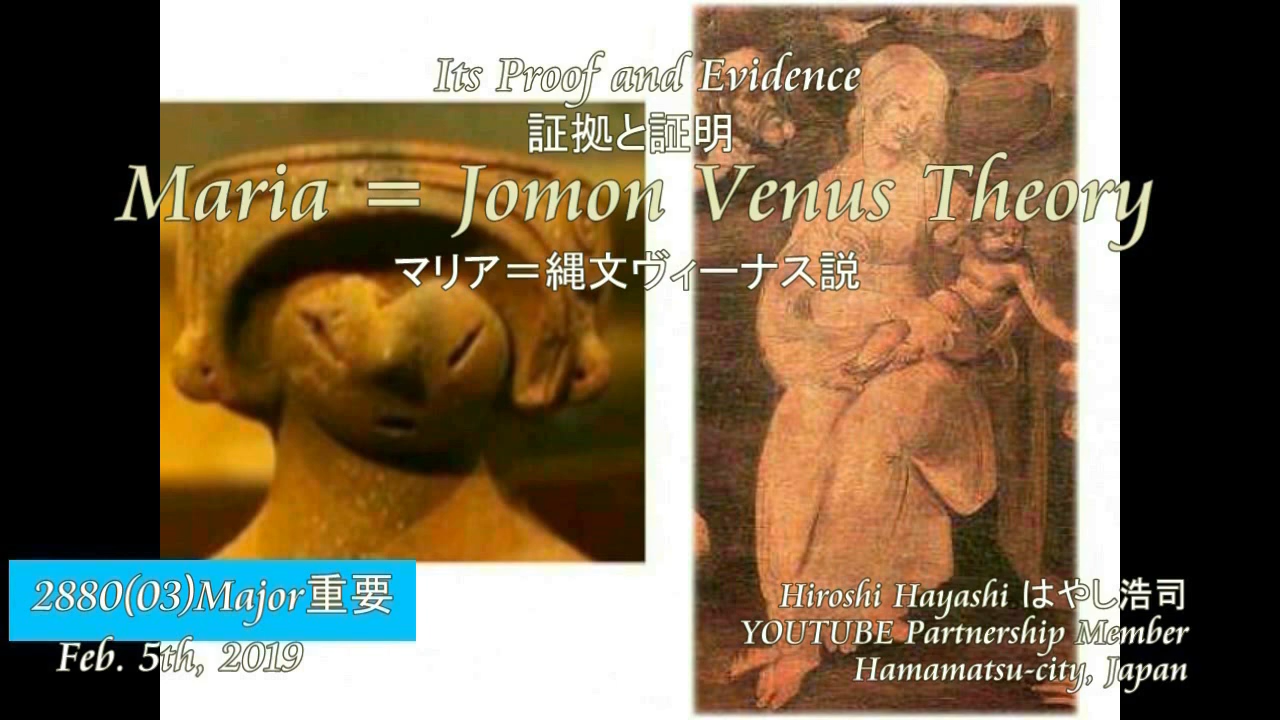 Its Proof and Evidence
証拠と証明
Maria = Jomon Venus Theory
マリア＝縄文ヴィーナス説
2880(03)Major重要
Feb. 5th, 2019
Hiroshi Hayashi はやし浩司
YOUTUBE Partnership Member
Hamamatsu-city, Japan